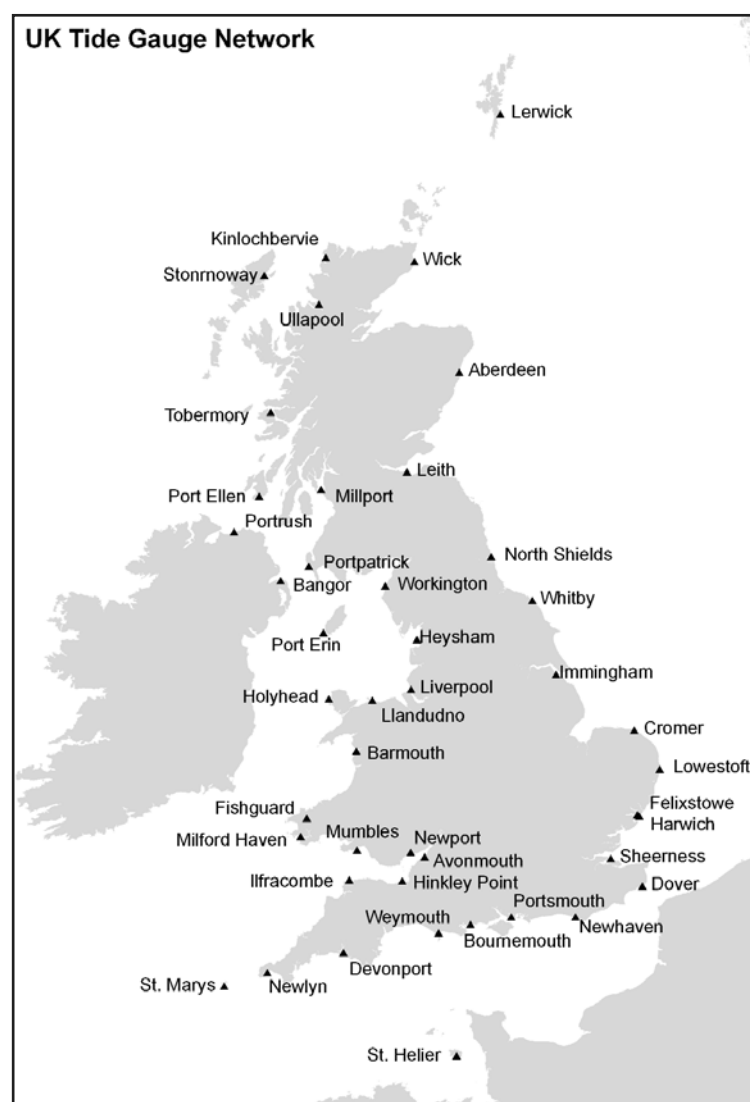 UK Tide Gauge Network
Lerwick
Kinlochbervie
Wick
Stonrnoway
Ullapool
Aberdeen
Tobermory
Leith
Port Ellen
Millport
Portrush
North Shields
Portpatrick
Bangor
Workington
Whitby
Port Erin
Heysham
Immingham
Holyhead
Liverpool
Llandudno
Cromer
Barmouth
Lowestoft
Fishguard
Felixstowe
Harwich
Milford Haven
Mumbles
Newport
Avonmouth
Sheerness
Ilfracombe
Hinkley Point
Dover
Portsmouth
Weymouth
Newhaven
Bournemouth
Devonport
St. Marys
Newlyn
St. Helier